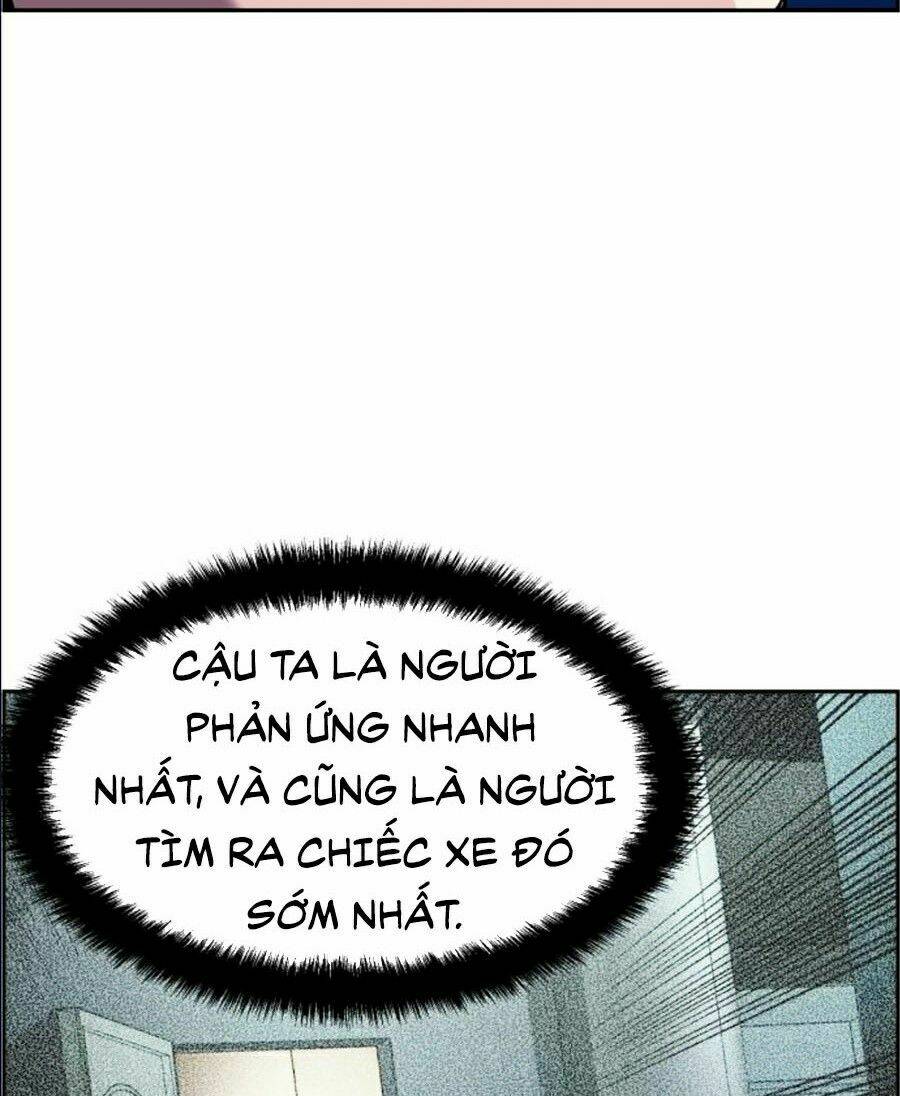 CẬU TA LÀ NGƯỜI
PHẢN ỨNG NHANH
NHẤT, VÀ CŨNG LÀ NGƯỜI
TÌM RA CHIẾC XE ĐÓ
SỚM NHẤT.